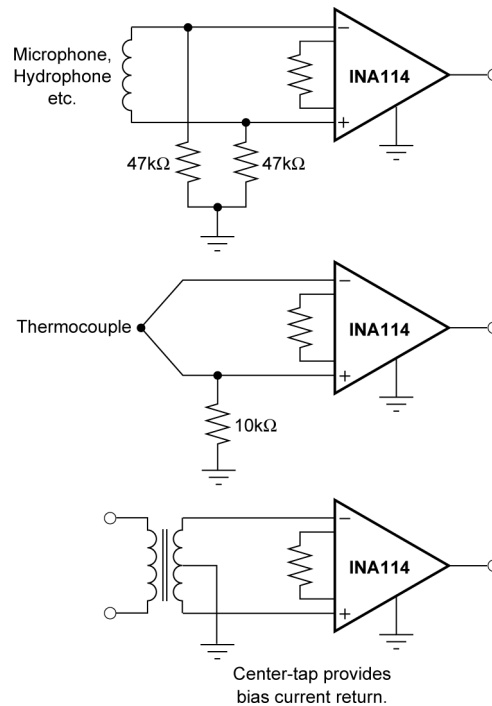 Microphone,
Hydrophone
etc.
−
INA114
+
47kΩ
47kΩ
−
Thermocouple
INA114
+
10kΩ
−
INA114
+
Center-tap provides
bias current return.